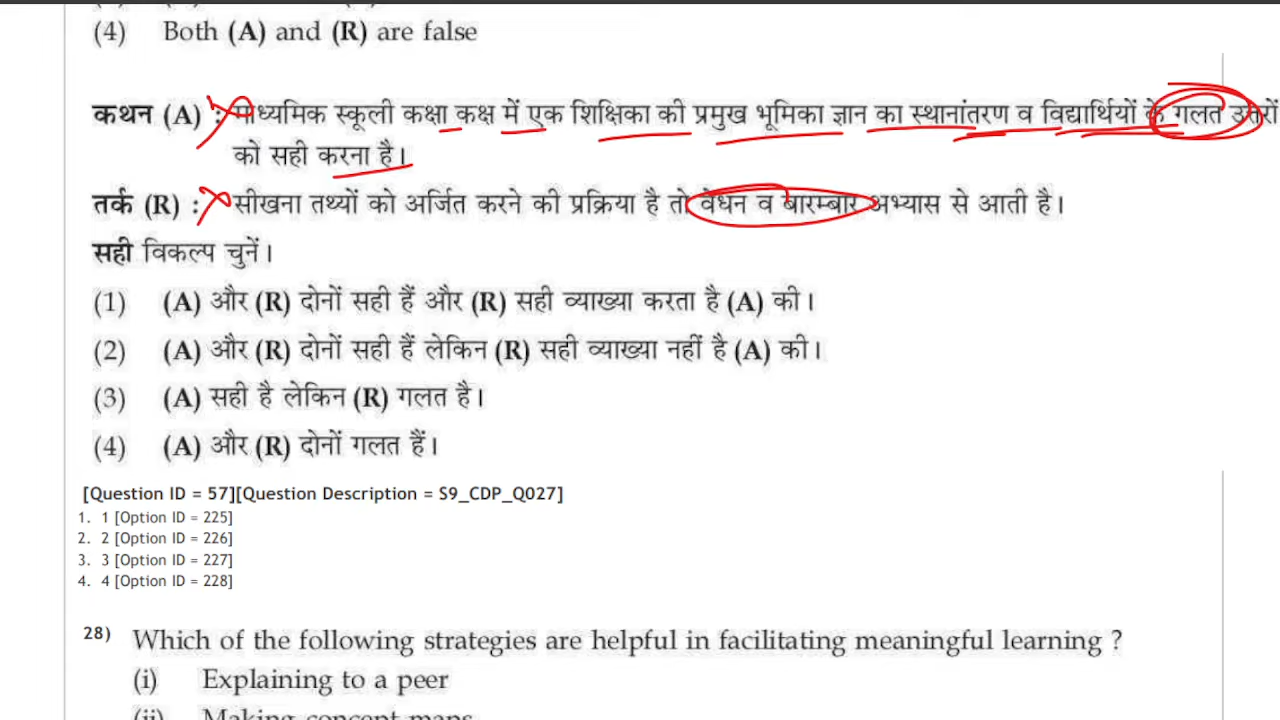 (4) Both (A) and (R) are false
कथन (A) : माध्यमिक स्कूली कक्षा कक्ष में एक शिक्षिका की प्रमुख भूमिका ज्ञान का स्थानांतरण व विद्यार्थियों के गलत उत्तरों
को सही करना है।
तर्क (R) : सीखना तथ्यों को अर्जित करने की प्रक्रिया है तो वेधन व बारम्बार अभ्यास से आती है।
सही विकल्प चुनें।
(1) (A) और (R) दोनों सही हैं और (R) सही व्याख्या करता है (A) की।
(2) (A) और (R) दोनों सही हैं लेकिन (R) सही व्याख्या नहीं है (A) की।
(3) (A) सही है लेकिन (R) गलत है।
(4) (A) और (R) दोनों गलत हैं।
[Question ID = 57][Question Description = S9_CDP_Q027]
1. 1 [Option ID = 225]
2. 2 [Option ID = 226]
3. 3 [Option ID = 227]
4. 4 [Option ID = 228]
28) Which of the following strategies are helpful in facilitating meaningful learning ?
(i) Explaining to a peer
(ii) Making concept maps